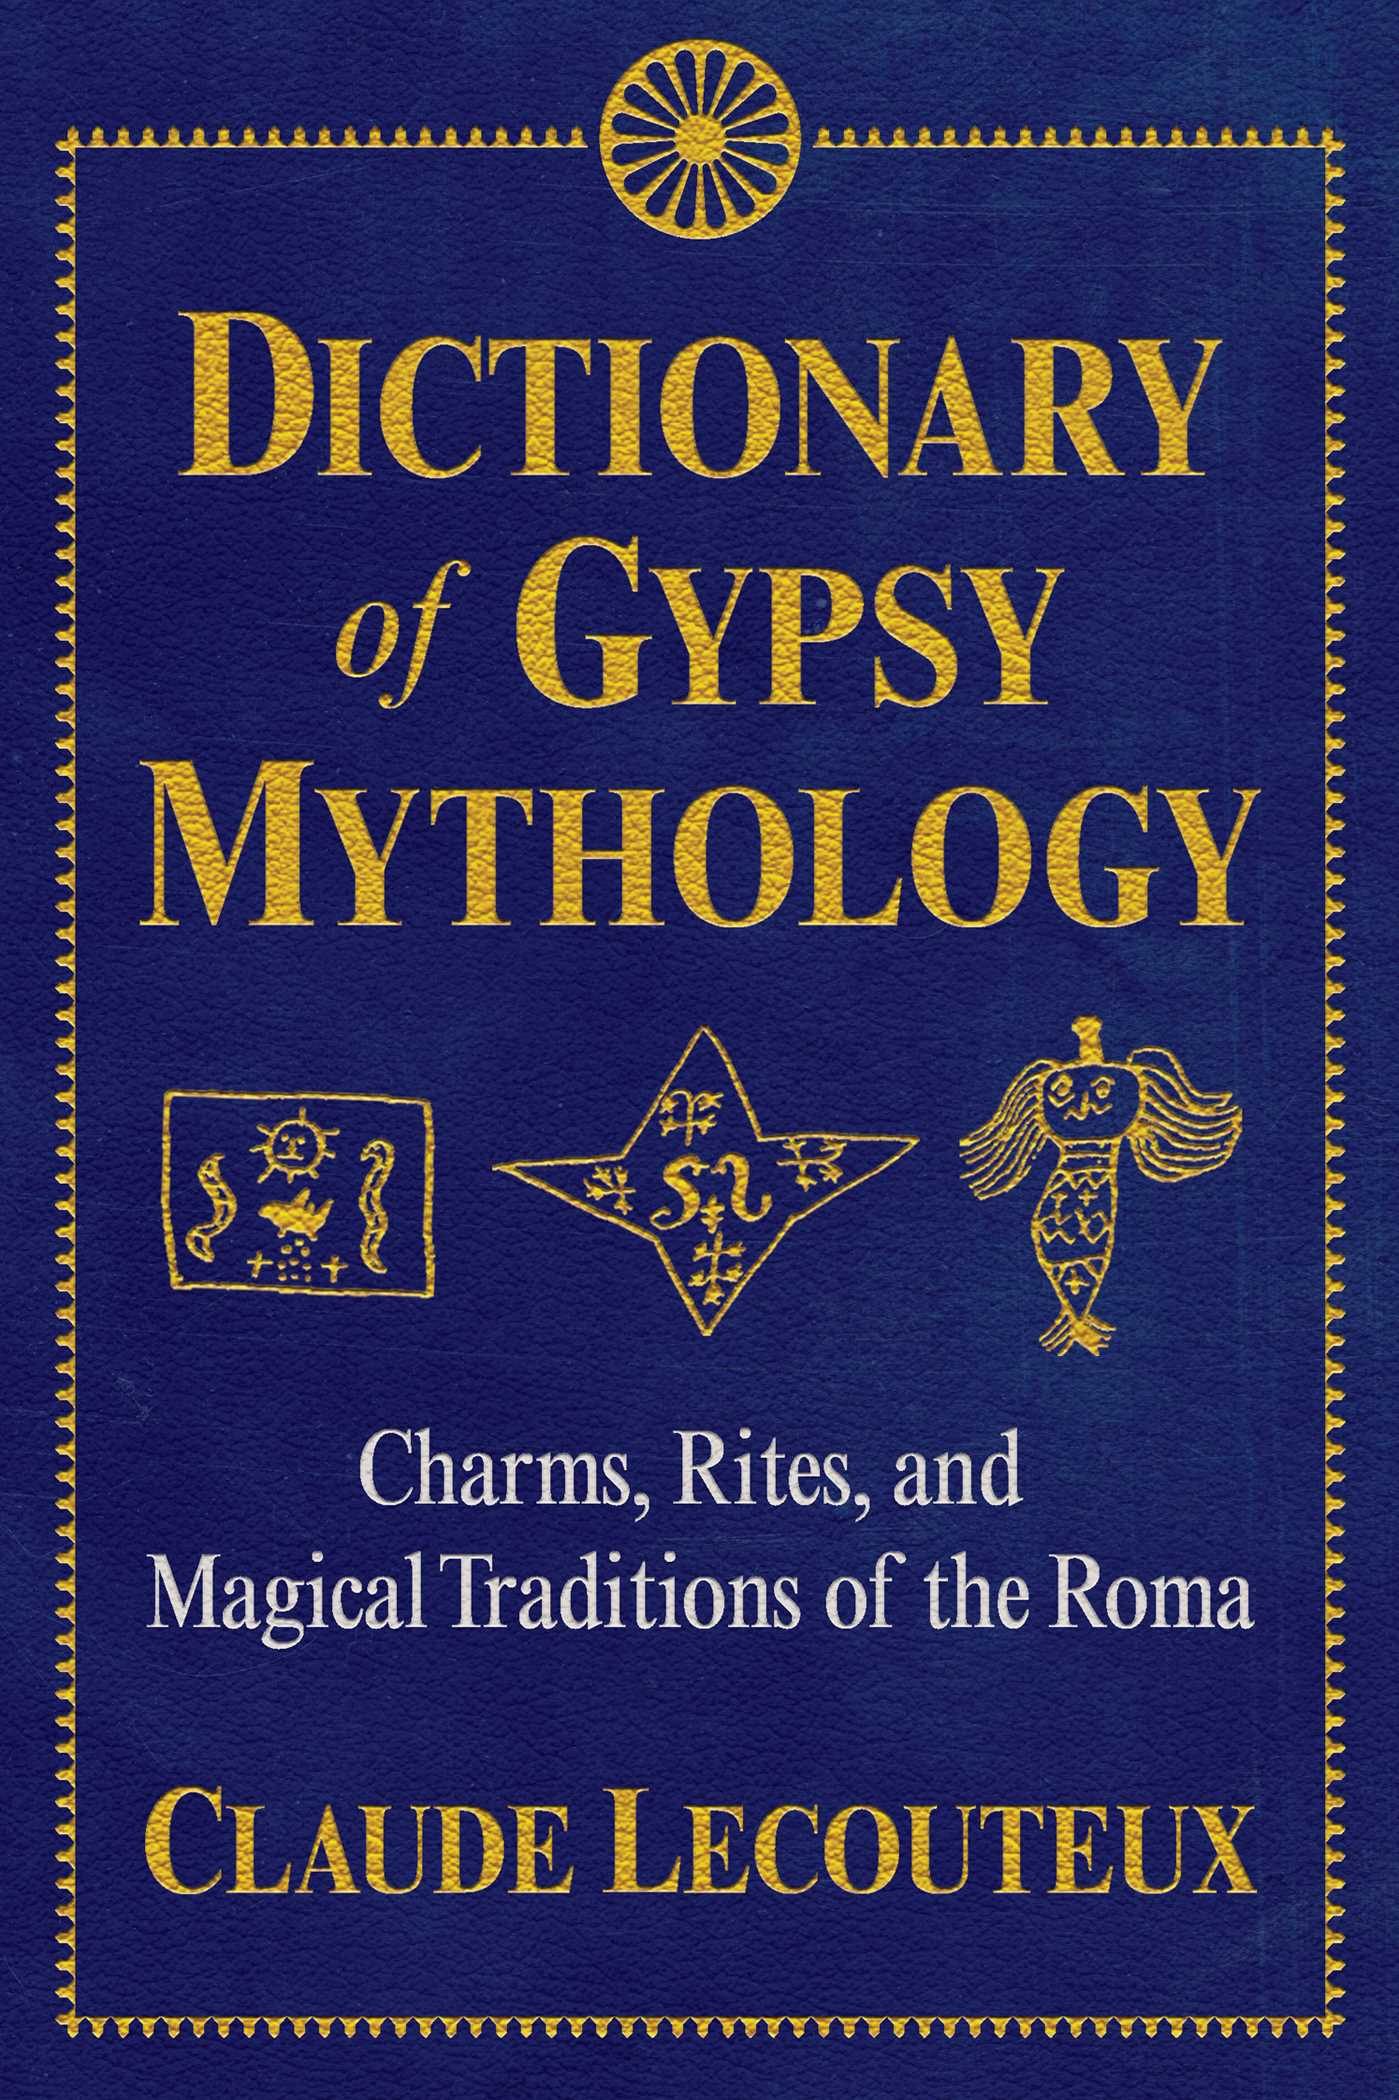 DICTIONARY
of GYPSY
MYTHOLOGY
Charms, Rites, and
Magical Traditions of the Roma
CLAUDE LECOUTEUX